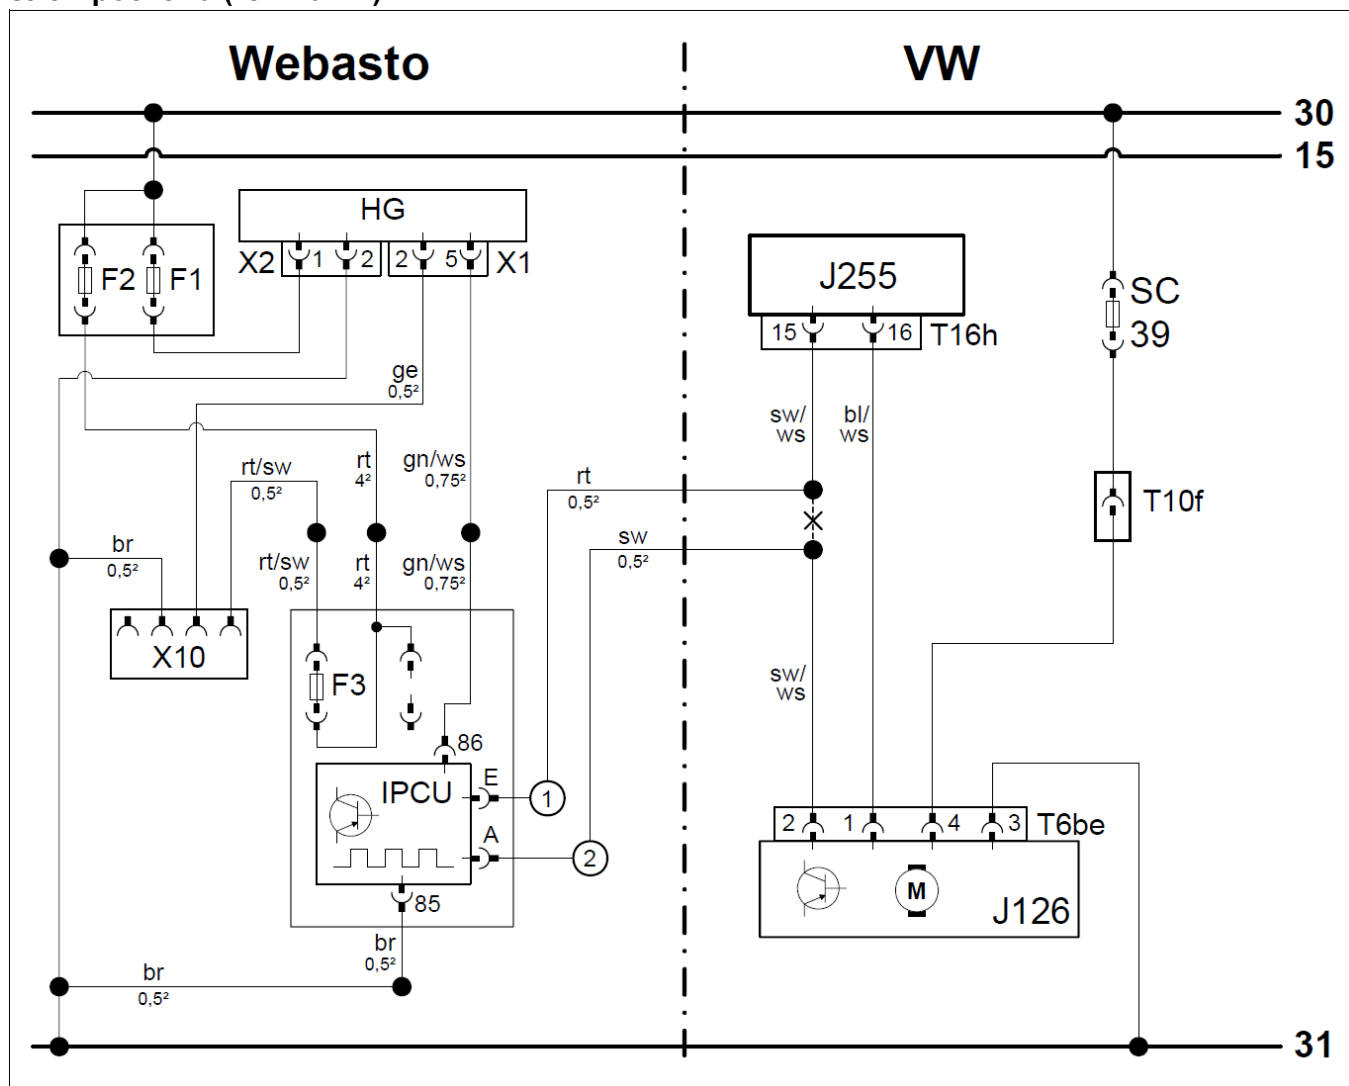 Webasto
VW
30
15
HG
X2 1 2 2 5 X1
F2 F1
J255
15 16 T16h
SC
39
ge
0,5²
sw/
ws
bl/
ws
rt/sw
0,5²
rt
4²
gn/ws
0,75²
rt
0,5²
T10f
br
0,5²
sw
0,5²
rt/sw
0,5²
rt
4²
gn/ws
0,75²
X10
F3
sw/
ws
86
IPCU
E
1
A
2
85
2 1 4 3 T6be
M
J126
br
0,5²
br
0,5²
31